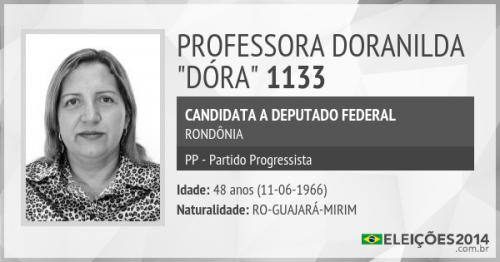 PROFESSORA DORANILDA
"DÓRA" 1133
CANDIDATA A DEPUTADO FEDERAL
RONDÔNIA
PP - Partido Progressista
Idade: 48 anos (11-06-1966)
Naturalidade: RO-GUAJARÁ-MIRIM
ELEIÇÕES2014
.com.br